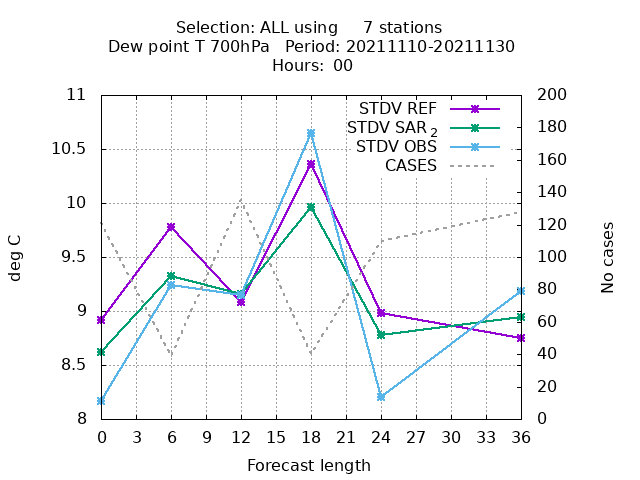 Selection: ALL using 7 stations
Dew point T 700hPa Period: 20211110-20211130
Hours: 00
11
10.5
10
9.5
9
8.5
8
200
180
160
140
120
100
80
60
40
20
0
STDV REF
STDV SAR 2
STDV OBS
CASES
deg C
No cases
0 3 6 9 12 15 18 21 24 27 30 33 36
Forecast length